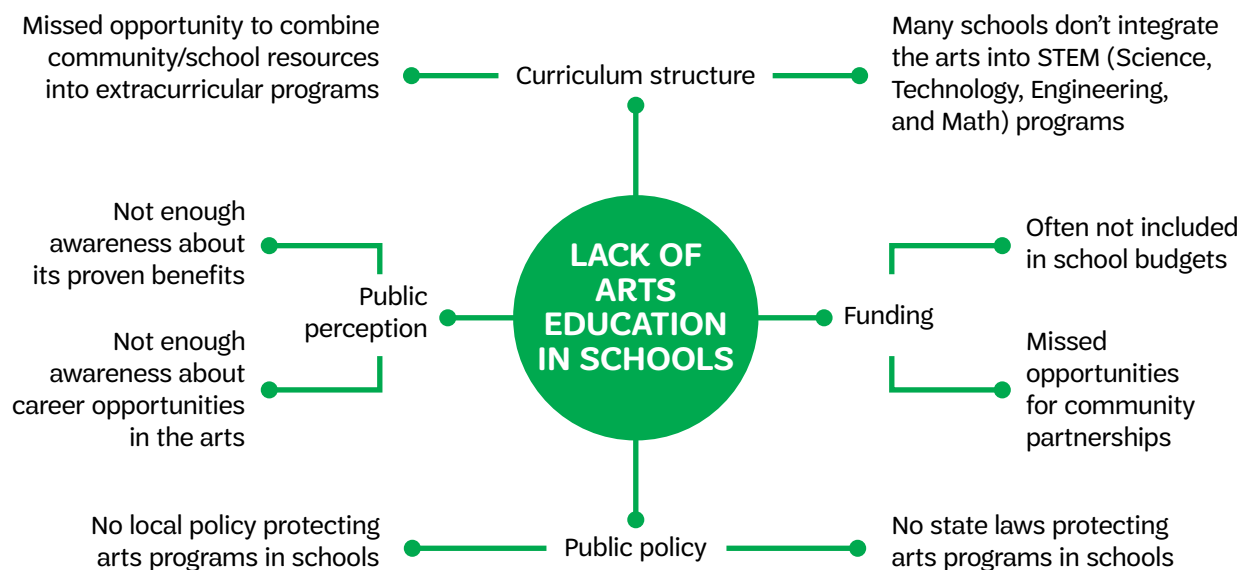 Missed opportunity to combine
community/school resources
into extracurricular programs
Curriculum structure
Many schools don’t integrate
the arts into STEM (Science,
Technology, Engineering,
and Math) programs
Not enough
awareness about
its proven benefits
Public
perception
Not enough
awareness about
career opportunities
in the arts
LACK OF
ARTS
EDUCATION
IN SCHOOLS
Funding
Often not included
in school budgets
Missed
opportunities
for community
partnerships
No local policy protecting
arts programs in schools
Public policy
No state laws protecting
arts programs in schools